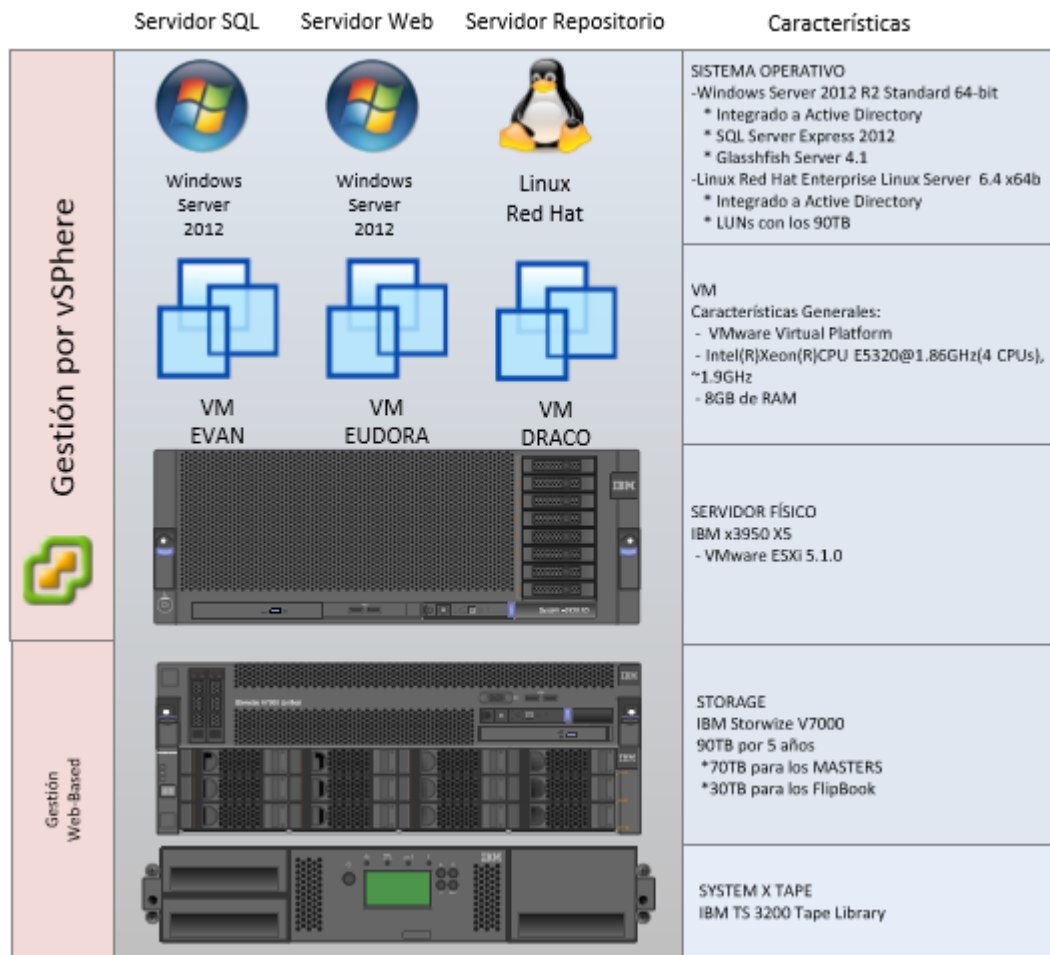 Servidor SQL
Servidor Web
Servidor Repositorio
Características
Gestión por vSPhere
Windows
Server
2012
Windows
Server
2012
Linux
Red Hat
SISTEMA OPERATIVO
-Windows Server 2012 R2 Standard 64-bit
* Integrado a Active Directory
* SQL Server Express 2012
* Glasshfish Server 4.1
-Linux Red Hat Enterprise Linux Server 6.4 x64b
* Integrado a Active Directory
* LUNs con los 90TB
VM
EVAN
VM
EUDORA
VM
DRACO
VM
Características Generales:
- VMware Virtual Platform
- Intel(R)Xeon(R)CPU E5320@1.86GHz(4 CPUs),
~1.9GHz
- 8GB de RAM
IBM
SERVIDOR FÍSICO
IBM x3950 X5
- VMware ESXi 5.1.0
Gestión
Web-Based
IBM
IBM
STORAGE
IBM Storwize V7000
90TB por 5 años
*70TB para los MASTERS
*30TB para los FlipBook
IBM
SYSTEM X TAPE
IBM TS 3200 Tape Library